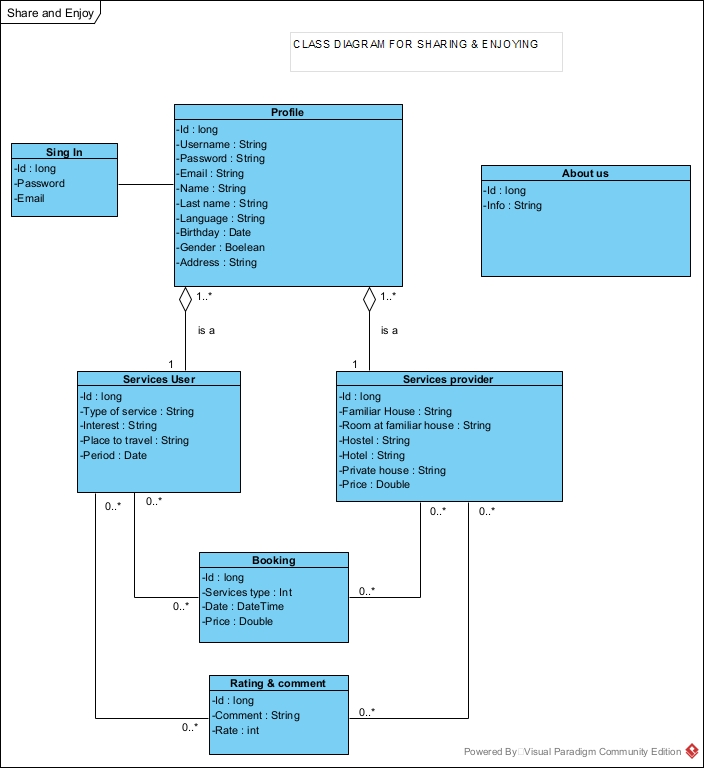 Share and Enjoy
CLASS DIAGRAM FOR SHARING & ENJOYING
Profile
-Id : long
-Username : String
-Password : String
-Email : String
-Name : String
-Last name : String
-Language : String
-Birthday : Date
-Gender : Boelean
-Address : String
Sing In
-Id : long
-Password
-Email
About us
-Id : long
-Info : String
1..*
1..*
is a
is a
1
1
Services User
-Id : long
-Type of service : String
-Interest : String
-Place to travel : String
-Period : Date
Services provider
-Id : long
-Familiar House : String
-Room at familiar house : String
-Hostel : String
-Hotel : String
-Private house : String
-Price : Double
0..*
0..*
0..*
0..*
Booking
-Id : long
-Services type : Int
-Date : DateTime
-Price : Double
0..*
0..*
Rating & comment
-Id : long
-Comment : String
-Rate : int
0..*
0..*
Powered By Visual Paradigm Community Edition